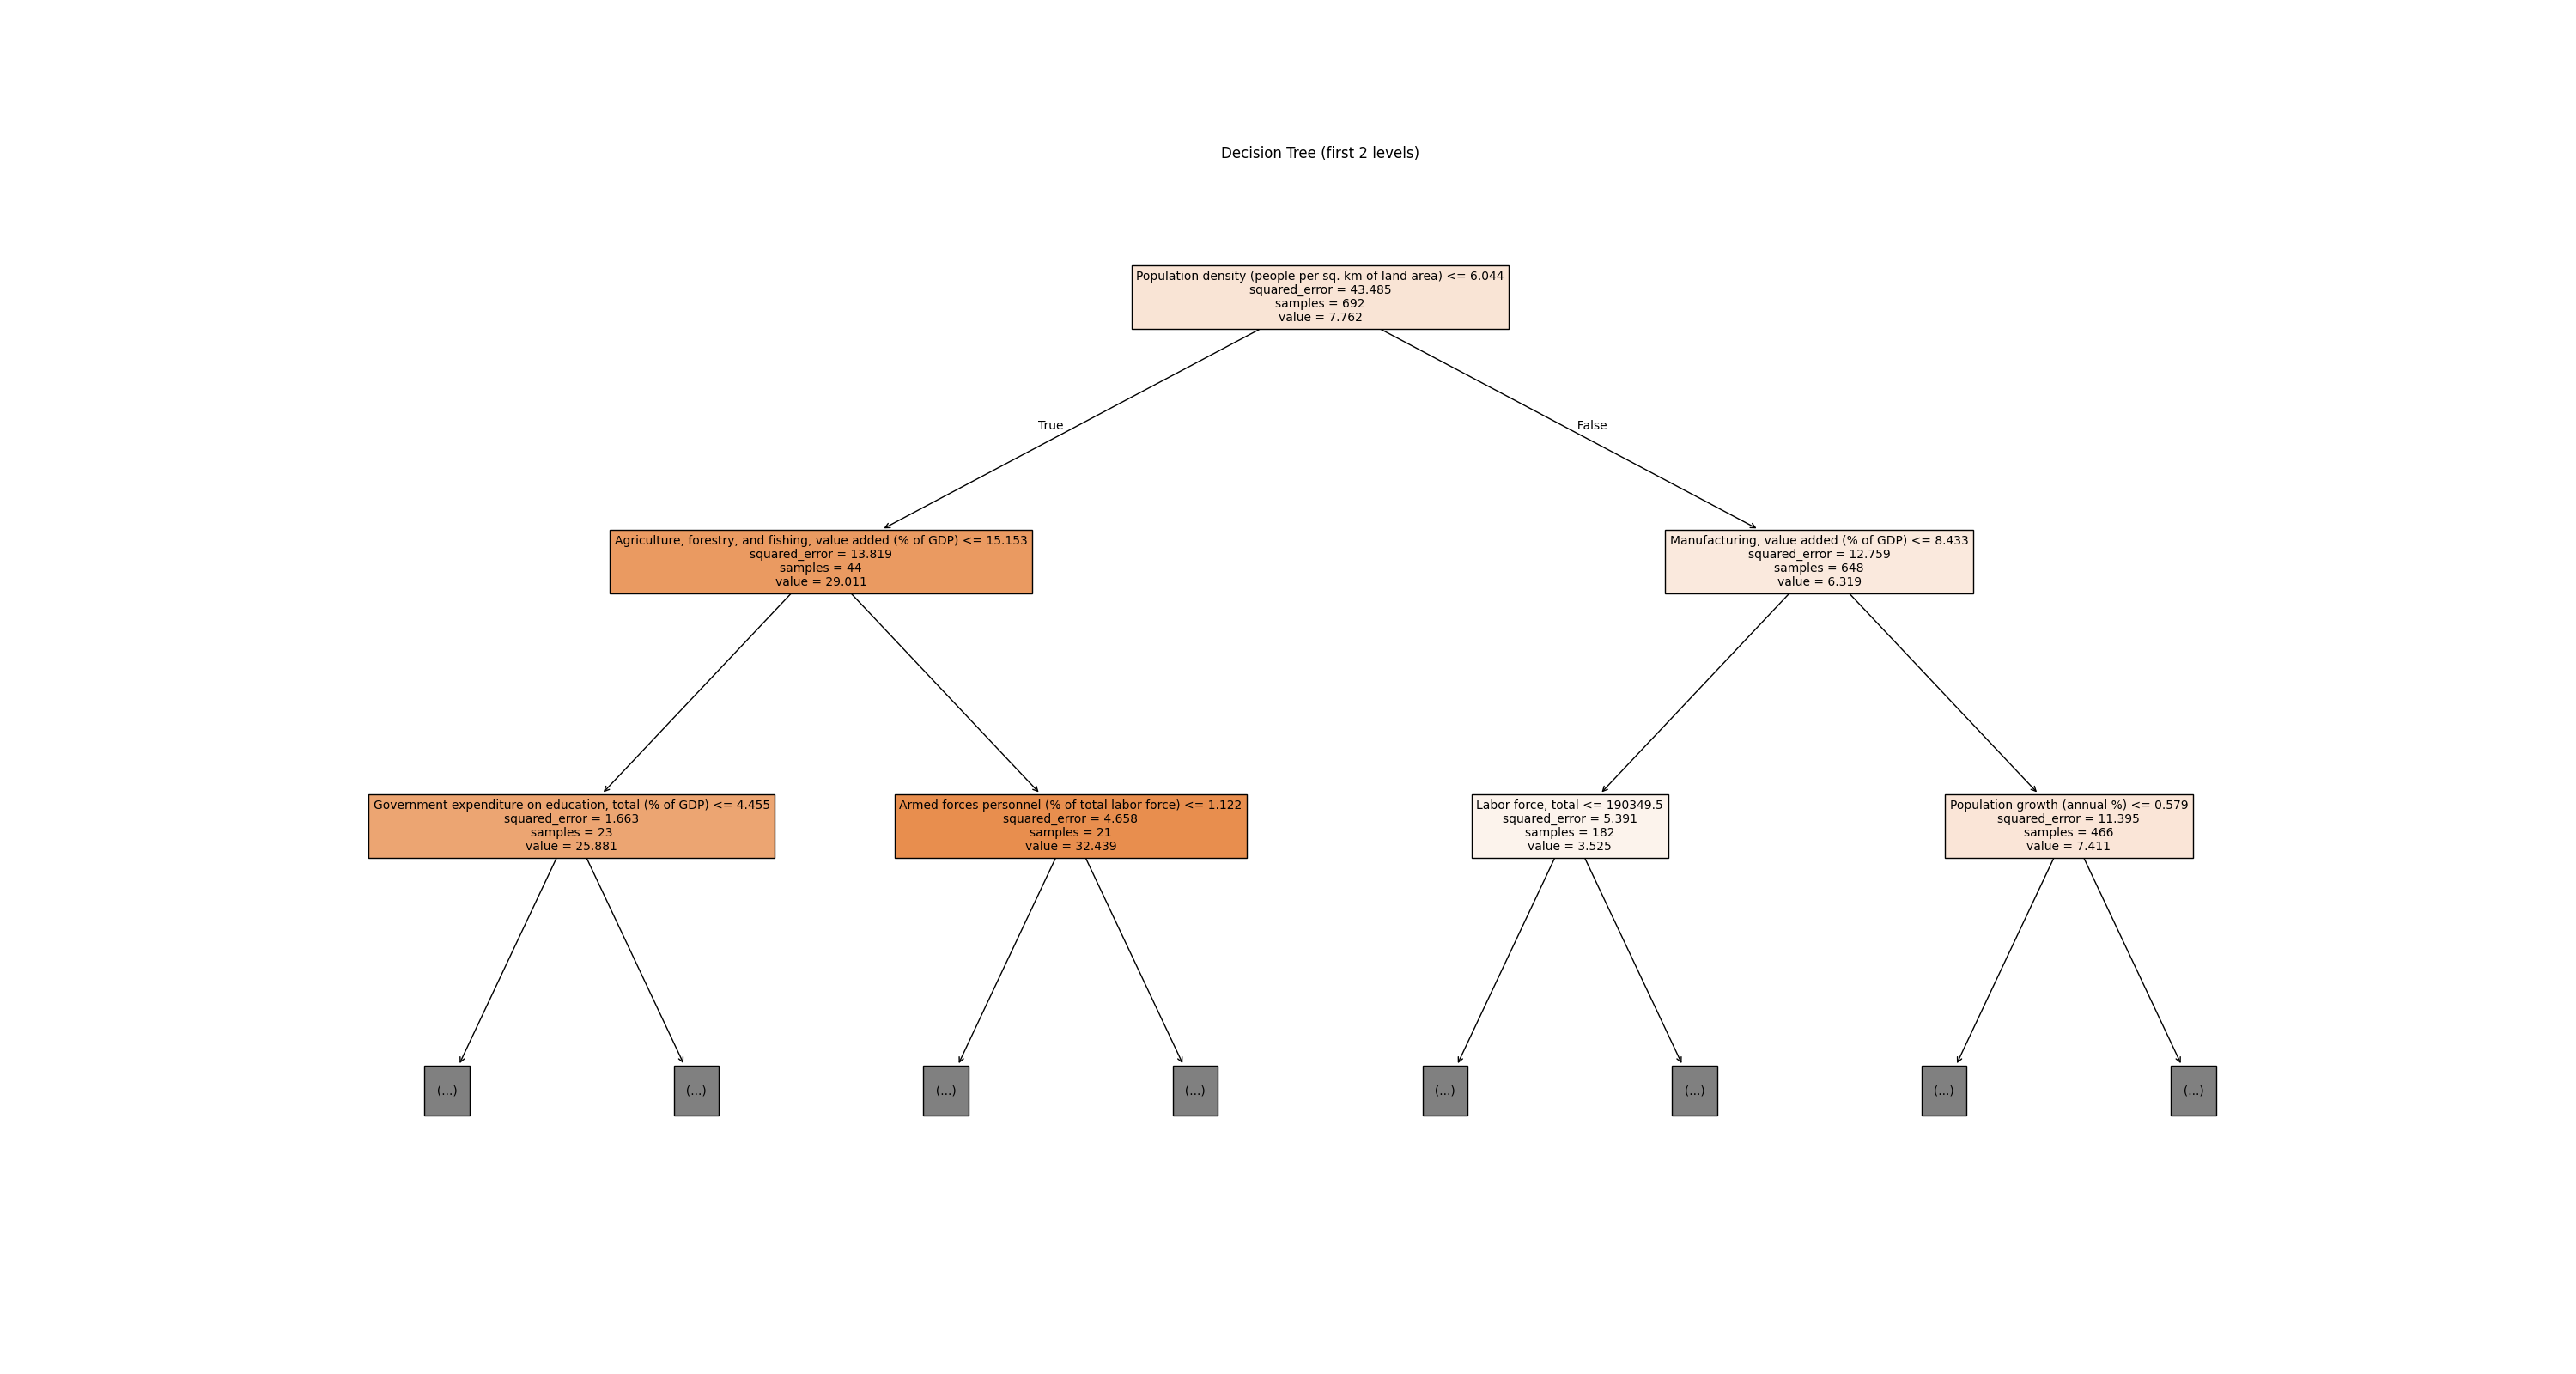 Decision Tree (first 2 levels)
Population density (people per sq. km of land area) <= 6.044
squared_error = 43.485
samples = 692
value = 7.762
True
False
Agriculture, forestry, and fishing, value added (% of GDP) <= 15.153
squared_error = 13.819
samples = 44
value = 29.011
Manufacturing, value added (% of GDP) <= 8.433
squared_error = 12.759
samples = 648
value = 6.319
Government expenditure on education, total (% of GDP) <= 4.455
squared_error = 1.663
samples = 23
value = 25.881
Armed forces personnel (% of total labor force) <= 1.122
squared_error = 4.658
samples = 21
value = 32.439
Labor force, total <= 190349.5
squared_error = 5.391
samples = 182
value = 3.525
Population growth (annual %) <= 0.579
squared_error = 11.395
samples = 466
value = 7.411
(...)
(...)
(...)
(...)
(...)
(...)
(...)
(...)